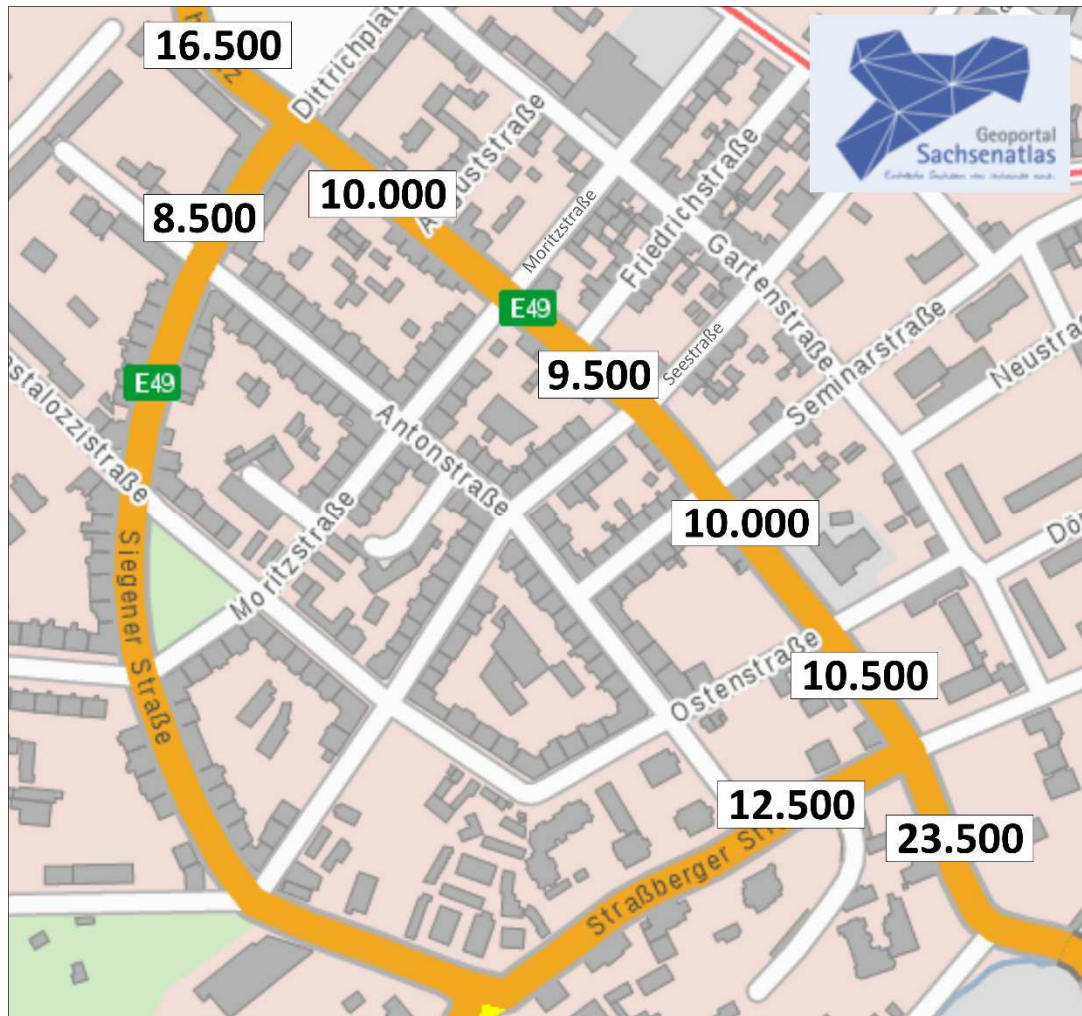 16.500
Dittrichplatz
Geoportal
Sachsenatlas
8.500
10.000
Auguststraße
Moritzstraße
Friedrichstraße
Gartenstraße
E49
E49
9.500
Seestraße
Seminarstraße
Neustraße
Pestalozzistraße
Antonstraße
Moritzstraße
10.000
Siegener Straße
Ostenstraße
10.500
12.500
Straßberger Str
23.500